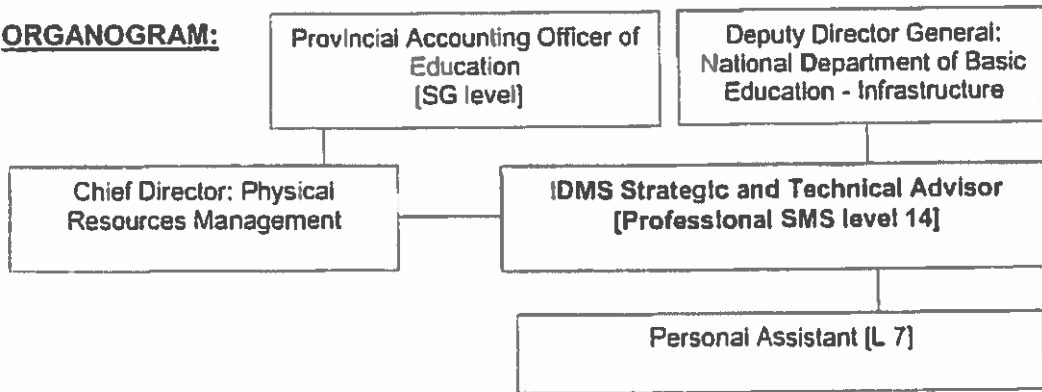 ORGANOGRAM:
Provincial Accounting Officer of
Education
[SG level]
Deputy Director General:
National Department of Basic
Education - Infrastructure
Chief Director: Physical
Resources Management
IDMS Strategic and Technical Advisor
[Professional SMS level 14]
Personal Assistant [L 7]